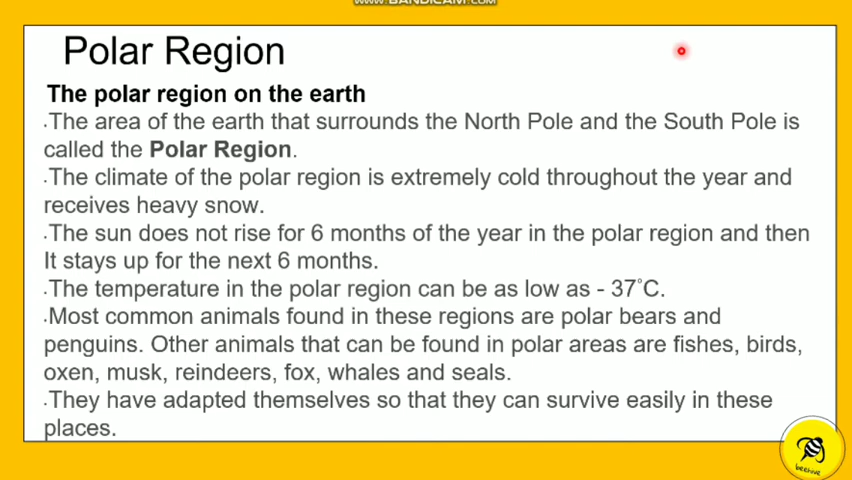 www.BANDICAM.com
Polar Region
The polar region on the earth
.The area of the earth that surrounds the North Pole and the South Pole is
called the Polar Region.
.The climate of the polar region is extremely cold throughout the year and
receives heavy snow.
.The sun does not rise for 6 months of the year in the polar region and then
It stays up for the next 6 months.
.The temperature in the polar region can be as low as - 37°C.
.Most common animals found in these regions are polar bears and
penguins. Other animals that can be found in polar areas are fishes, birds,
oxen, musk, reindeers, fox, whales and seals.
.They have adapted themselves so that they can survive easily in these
places.
beehive